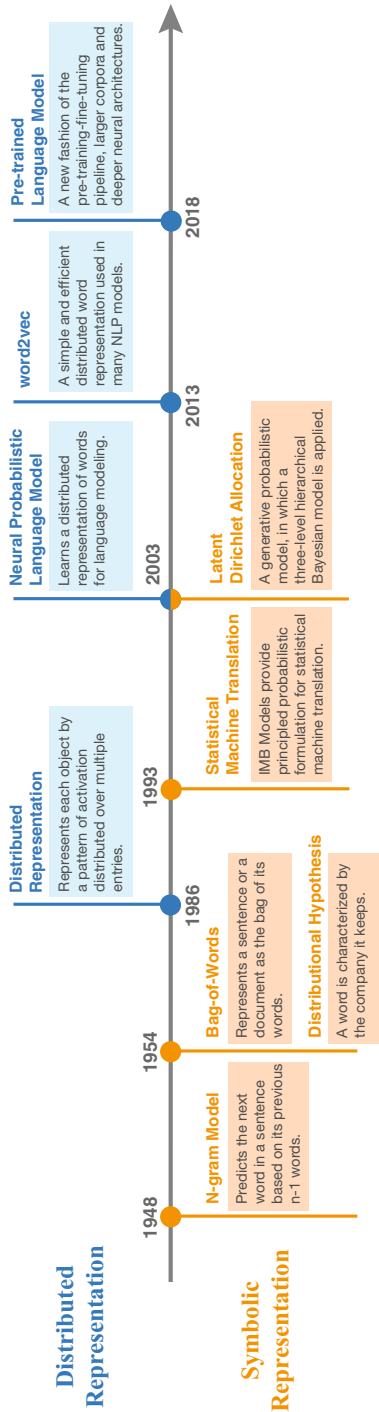 Distributed
Representation
Distributed
Representation
Represents each object by
a pattern of activation
distributed over multiple
entries.
Neural Probabilistic
Language Model
Learns a distributed
representation of words
for language modeling.
word2vec
A simple and efficient
distributed word
representation used in
many NLP models.
Pre-trained
Language Model
A new fashion of the
pre-training-fine-tuning
pipeline, larger corpora and
deeper neural architectures.
1948
1954
1986
1993
2003
2013
2018
Symbolic
Representation
N-gram Model
Predicts the next
word in a sentence
based on its previous
n-1 words.
Bag-of-Words
Represents a sentence or a
document as the bag of its
words.
Distributional Hypothesis
A word is characterized by
the company it keeps.
Statistical
Machine Translation
IMB Models provide
principled probabilistic
formulation for statistical
machine translation.
Latent
Dirichlet Allocation
A generative probabilistic
model, in which a
three-level hierarchical
Bayesian model is applied.